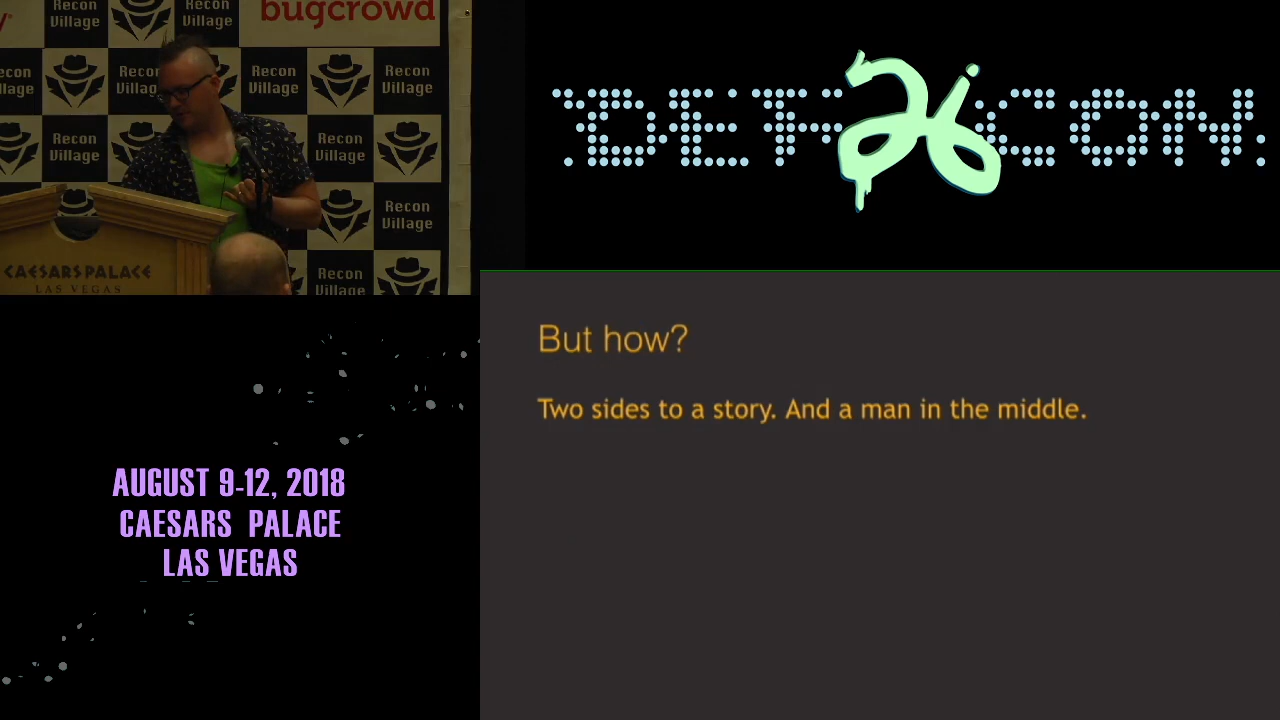 Recon
Village
Recon
Village
bugcrowd
Recon
Village
Recon
Village
Recon
Village
Recon
Village
Recon
Village
Recon
Village
Recon
Village
Recon
Village
CAESARS PALACE
LAS VEGAS
DEF CON
26
But how?
Two sides to a story. And a man in the middle.
AUGUST 9-12, 2018
CAESARS PALACE
LAS VEGAS